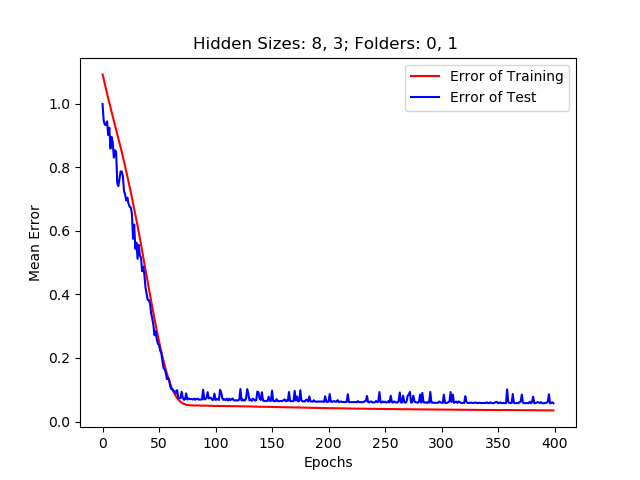 Hidden Sizes: 8, 3; Folders: 0, 1
Error of Training
Error of Test
Mean Error
1.0
0.8
0.6
0.4
0.2
0.0
0 50 100 150 200 250 300 350 400
Epochs